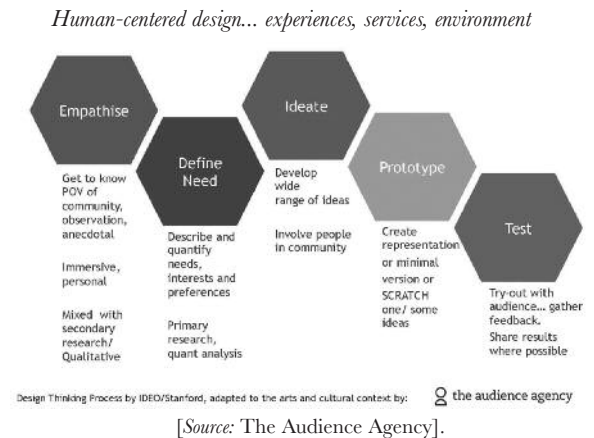 Human-centered design... experiences, services, environment
Empathise
Get to know
POV of
community,
observation,
anecdotal
Immersive,
personal
Mixed with
secondary
research/
Qualitative
Define
Need
Describe and
quantify
needs,
interests and
preferences
Primary
research,
quant analysis
Ideate
Develop
wide
range of ideas
Involve people
in community
Prototype
Create
representation
or minimal
version or
SCRATCH
one/ some
ideas
Test
Try-out with
audience... gather
feedback.
Share results
where possible
Design Thinking Process by IDEO/Stanford, adapted to the arts and cultural context by:
the audience agency
[Source: The Audience Agency].